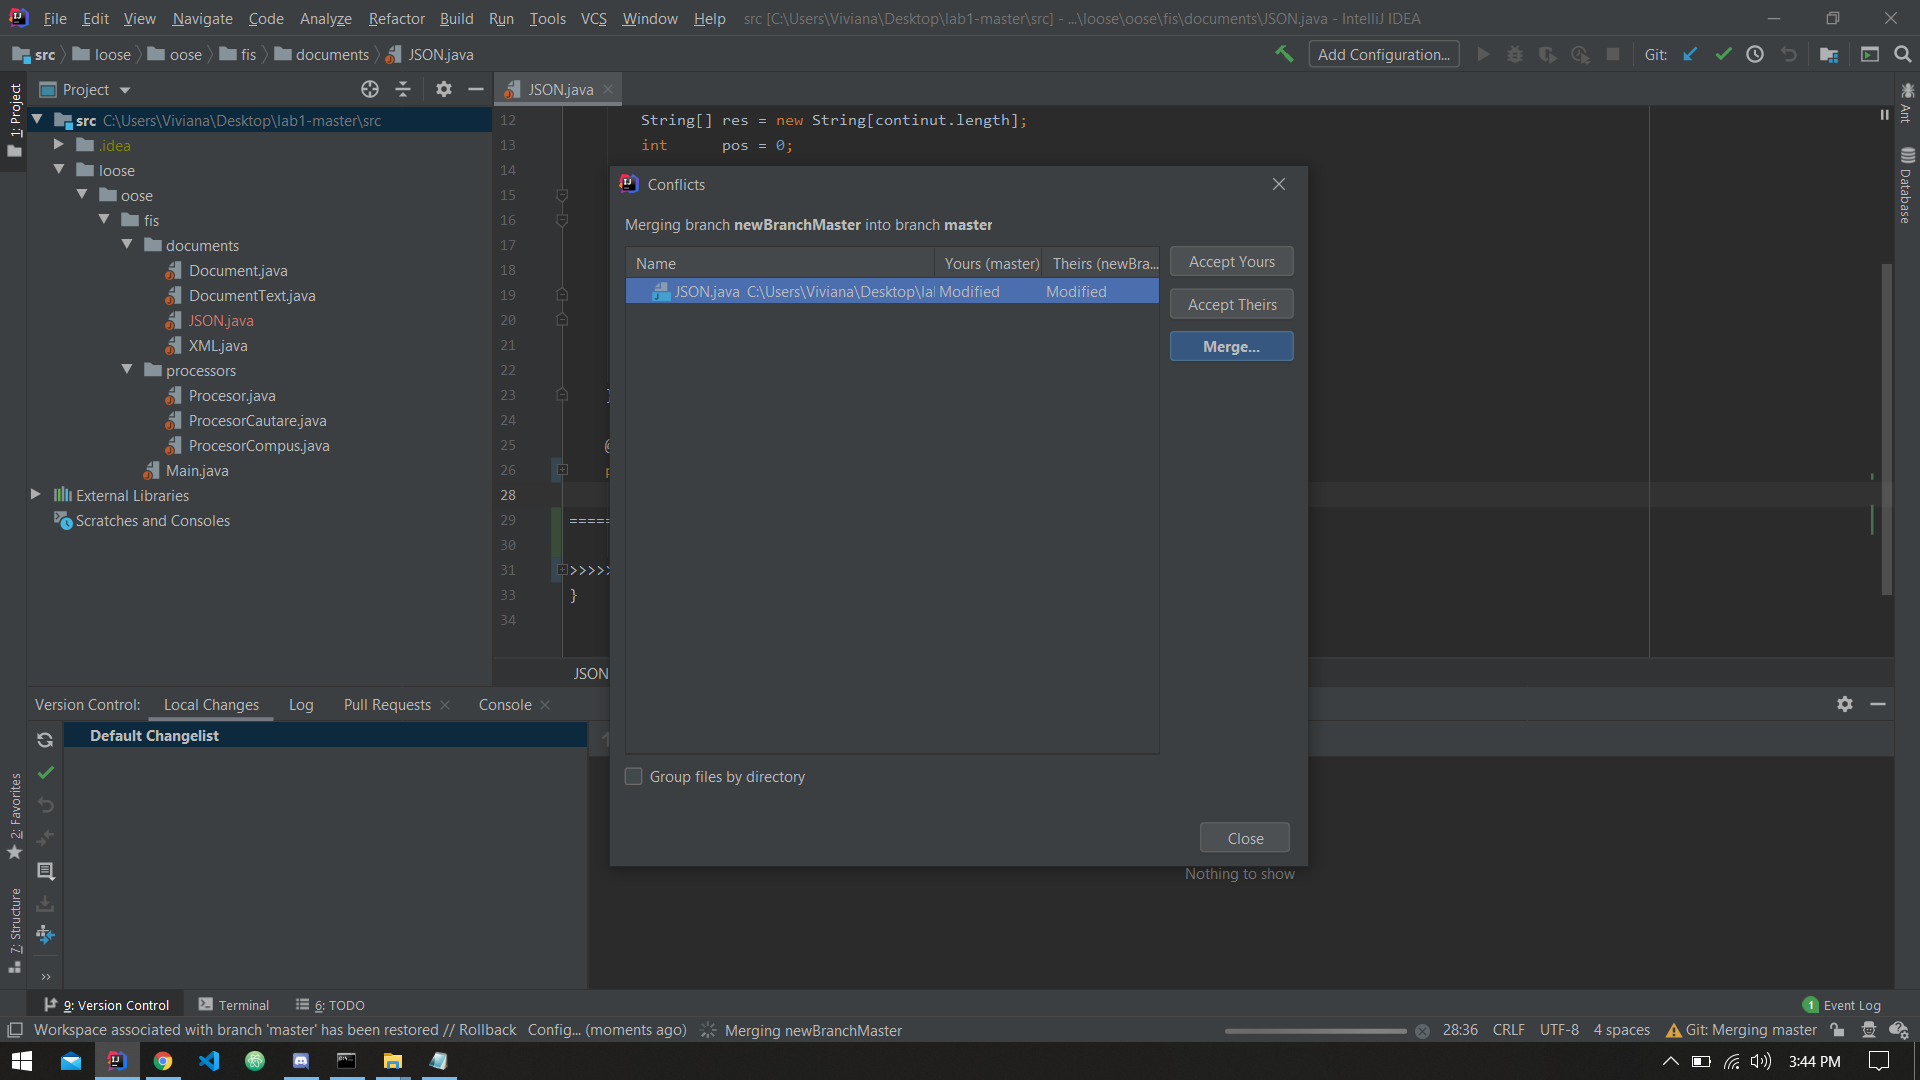 File Edit View Navigate Code Analyze Refactor Build Run Tools VCS Window Help src [C:\Users\Viviana\Desktop\lab1-master\src] - ...\loose\oose\fis\documents\JSON.java - IntelliJ IDEA
src loose oose fis documents JSON.java Add Configuration... Git:
1: Project
Project
JSON.java
src C:\Users\Viviana\Desktop\lab1-master\src
.idea
loose
oose
fis
documents
Document.java
DocumentText.java
JSON.java
XML.java
processors
Procesor.java
ProcesorCautare.java
ProcesorCompus.java
Main.java
External Libraries
Scratches and Consoles
12 String[] res = new String[continut.length];
13 int pos = 0;
14
15
16
17
18
19
20
21
22
23 }
24
25 @
26
28
29 =====
30
31 >>>>>
33 }
34
JSON
Ant
Database
Conflicts
Merging branch newBranchMaster into branch master
Name Yours (master) Theirs (newBra...
JSON.java C:\Users\Viviana\Desktop\la Modified Modified
Accept Yours
Accept Theirs
Merge...
Group files by directory
Close
Version Control: Local Changes Log Pull Requests Console
Default Changelist
Nothing to show
2: Favorites
7: Structure
9: Version Control Terminal 6: TODO 1 Event Log
Workspace associated with branch 'master' has been restored // Rollback Config... (moments ago) Merging newBranchMaster 28:36 CRLF UTF-8 4 spaces Git: Merging master
3:44 PM